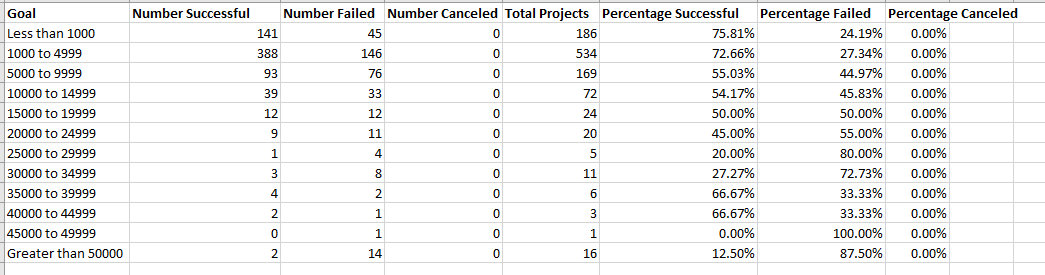 Goal Number Successful Number Failed Number Canceled Total Projects Percentage Successful Percentage Failed Percentage Canceled
Less than 1000 141 45 0 186 75.81% 24.19% 0.00%
1000 to 4999 388 146 0 534 72.66% 27.34% 0.00%
5000 to 9999 93 76 0 169 55.03% 44.97% 0.00%
10000 to 14999 39 33 0 72 54.17% 45.83% 0.00%
15000 to 19999 12 12 0 24 50.00% 50.00% 0.00%
20000 to 24999 9 11 0 20 45.00% 55.00% 0.00%
25000 to 29999 1 4 0 5 20.00% 80.00% 0.00%
30000 to 34999 3 8 0 11 27.27% 72.73% 0.00%
35000 to 39999 4 2 0 6 66.67% 33.33% 0.00%
40000 to 44999 2 1 0 3 66.67% 33.33% 0.00%
45000 to 49999 0 1 0 1 0.00% 100.00% 0.00%
Greater than 50000 2 14 0 16 12.50% 87.50% 0.00%